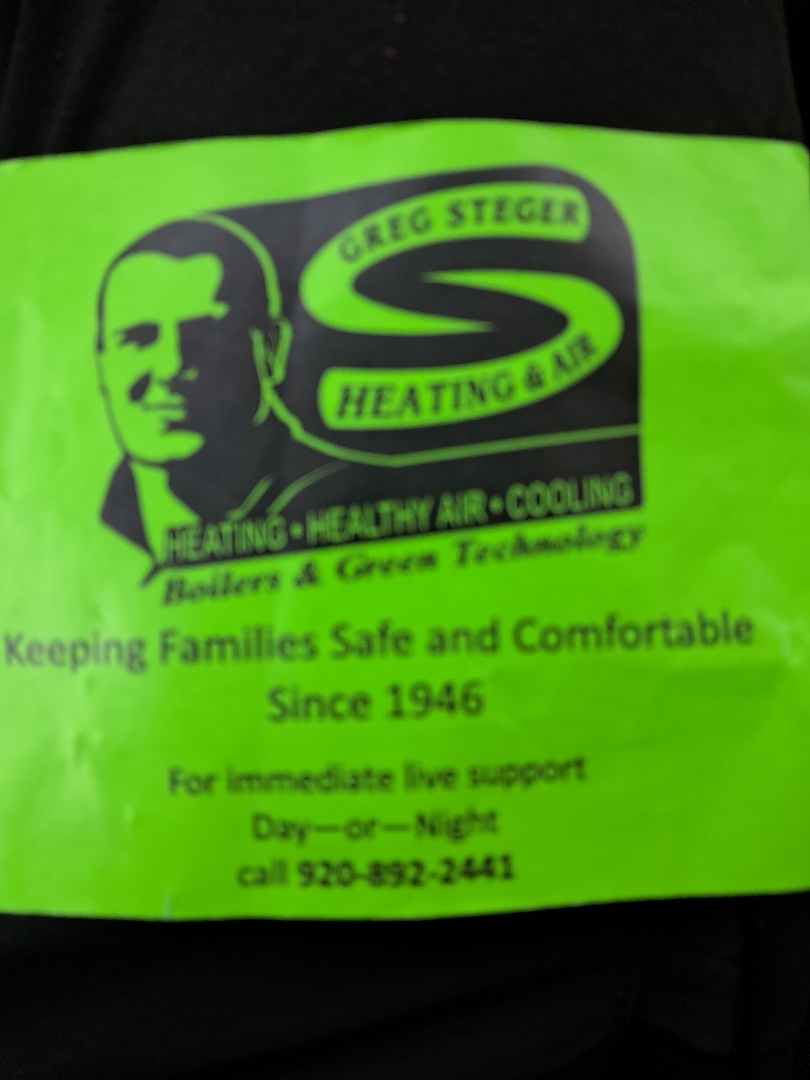 GREG STEGER
HEATING & AIR
HEATING • HEALTHY AIR • COOLING
Boilers & Green Technology
Keeping Families Safe and Comfortable
Since 1946
For immediate live support
Day—or—Night
call 920-892-2441